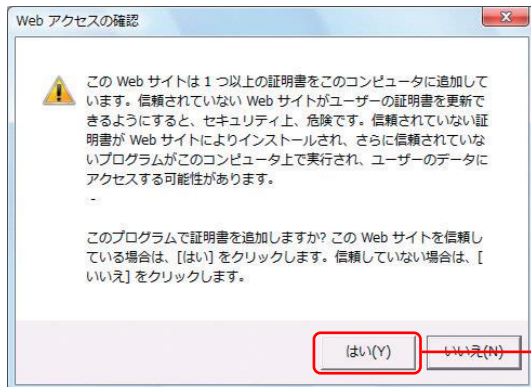 Web アクセスの確認
この Web サイトは 1 つ以上の証明書をこのコンピュータに追加して
います。信頼されていない Web サイトがユーザーの証明書を更新で
きるようにすると、セキュリティ上、危険です。信頼されていない証
明書が Web サイトによりインストールされ、さらに信頼されていな
いプログラムがこのコンピュータ上で実行され、ユーザーのデータに
アクセスする可能性があります。
-
このプログラムで証明書を追加しますか? この Web サイトを信頼し
ている場合は、[はい] をクリックします。信頼していない場合は、[
いいえ] をクリックします。
はい(Y)
いいえ(N)